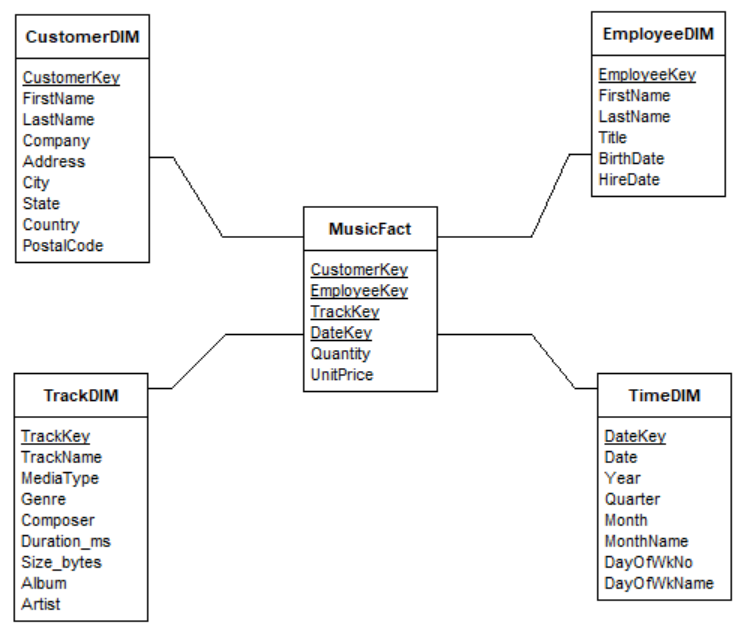 CustomerDIM
CustomerKey
FirstName
LastName
Company
Address
City
State
Country
PostalCode
EmployeeDIM
EmployeeKey
FirstName
LastName
Title
BirthDate
HireDate
MusicFact
CustomerKey
EmployeeKey
TrackKey
DateKey
Quantity
UnitPrice
TrackDIM
TrackKey
TrackName
MediaType
Genre
Composer
Duration_ms
Size_bytes
Album
Artist
TimeDIM
DateKey
Date
Year
Quarter
Month
MonthName
DayOfWkNo
DayOfWkName